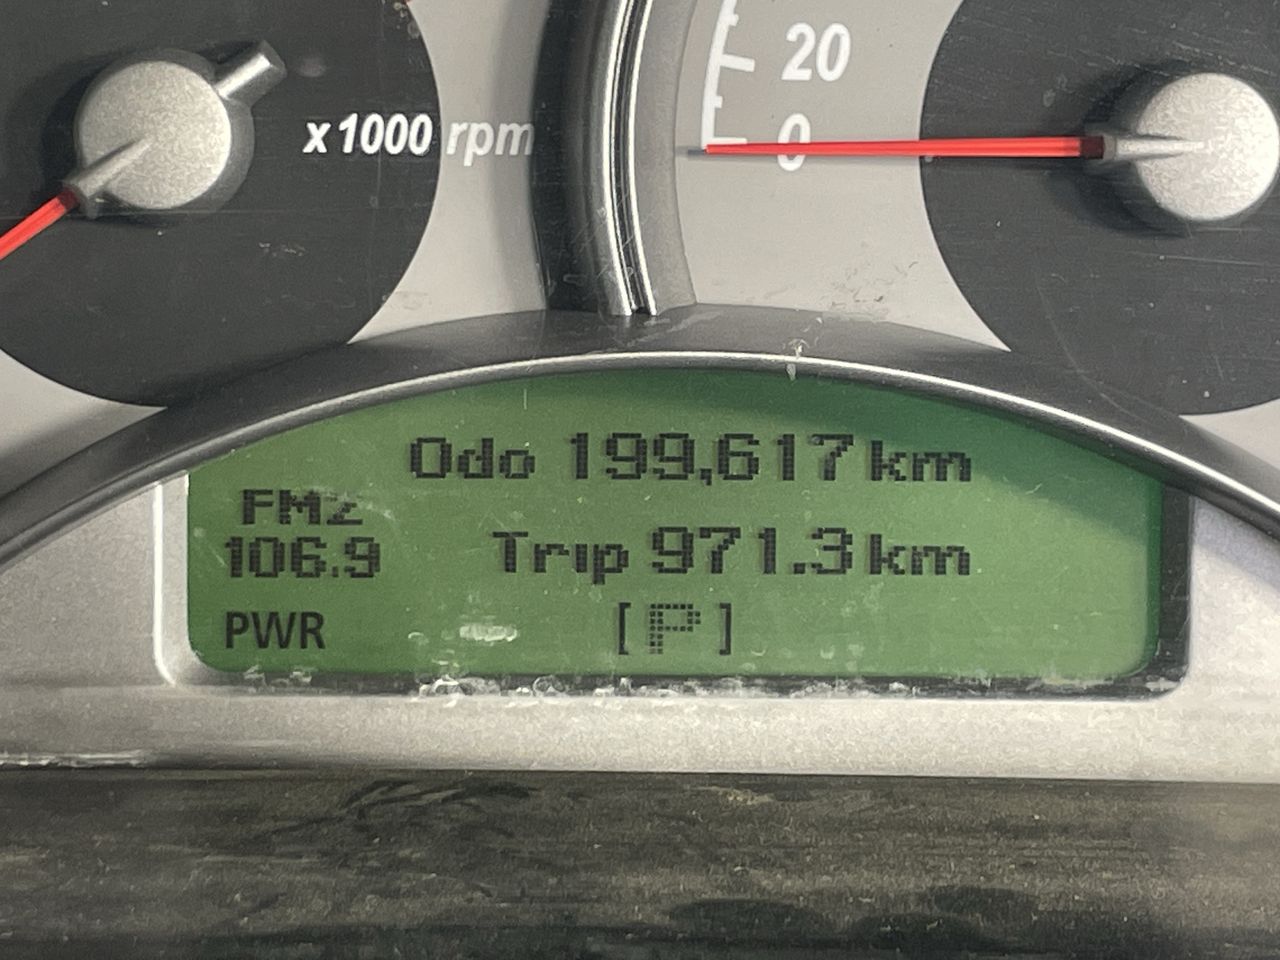 20
x1000 rpm
0
Odo 199,617 km
FM2
106.9
Trip 971.3 km
PWR
[P]